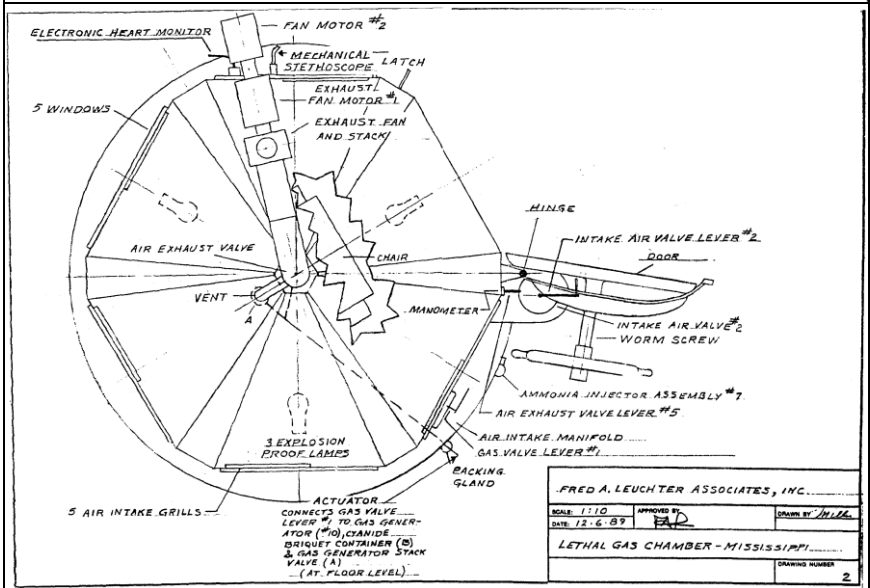 FAN MOTOR #2
ELECTRONIC HEART MONITOR
MECHANICAL
STETHOSCOPE
LATCH
EXHAUST
FAN MOTOR #1
5 WINDOWS
EXHAUST FAN
AND STACK
HINGE
INTAKE AIR VALVE LEVER #2
AIR EXHAUST VALVE
CHAIR
DOOR
VENT
MANOMETER
A
INTAKE AIR VALVE #2
WORM SCREW
AMMONIA INJECTOR ASSEMBLY #7
AIR EXHAUST VALVE LEVER #5
3 EXPLOSION
PROOF LAMPS
AIR INTAKE MANIFOLD
GAS VALVE LEVER #1
PACKING
GLAND
5 AIR INTAKE GRILLS
ACTUATOR
CONNECTS GAS VALVE
LEVER #1 TO GAS GENER-
ATOR (#10), CYANIDE
BRIQUET CONTAINER (B)
& GAS GENERATOR STACK
VALVE (A)
(AT FLOOR LEVEL)
FRED A. LEUCHTER ASSOCIATES, INC.
SCALE: 1:10
APPROVED BY
DRAWN BY
DATE: 12.6.89
LETHAL GAS CHAMBER - MISSISSIPPI
DRAWING NUMBER
2